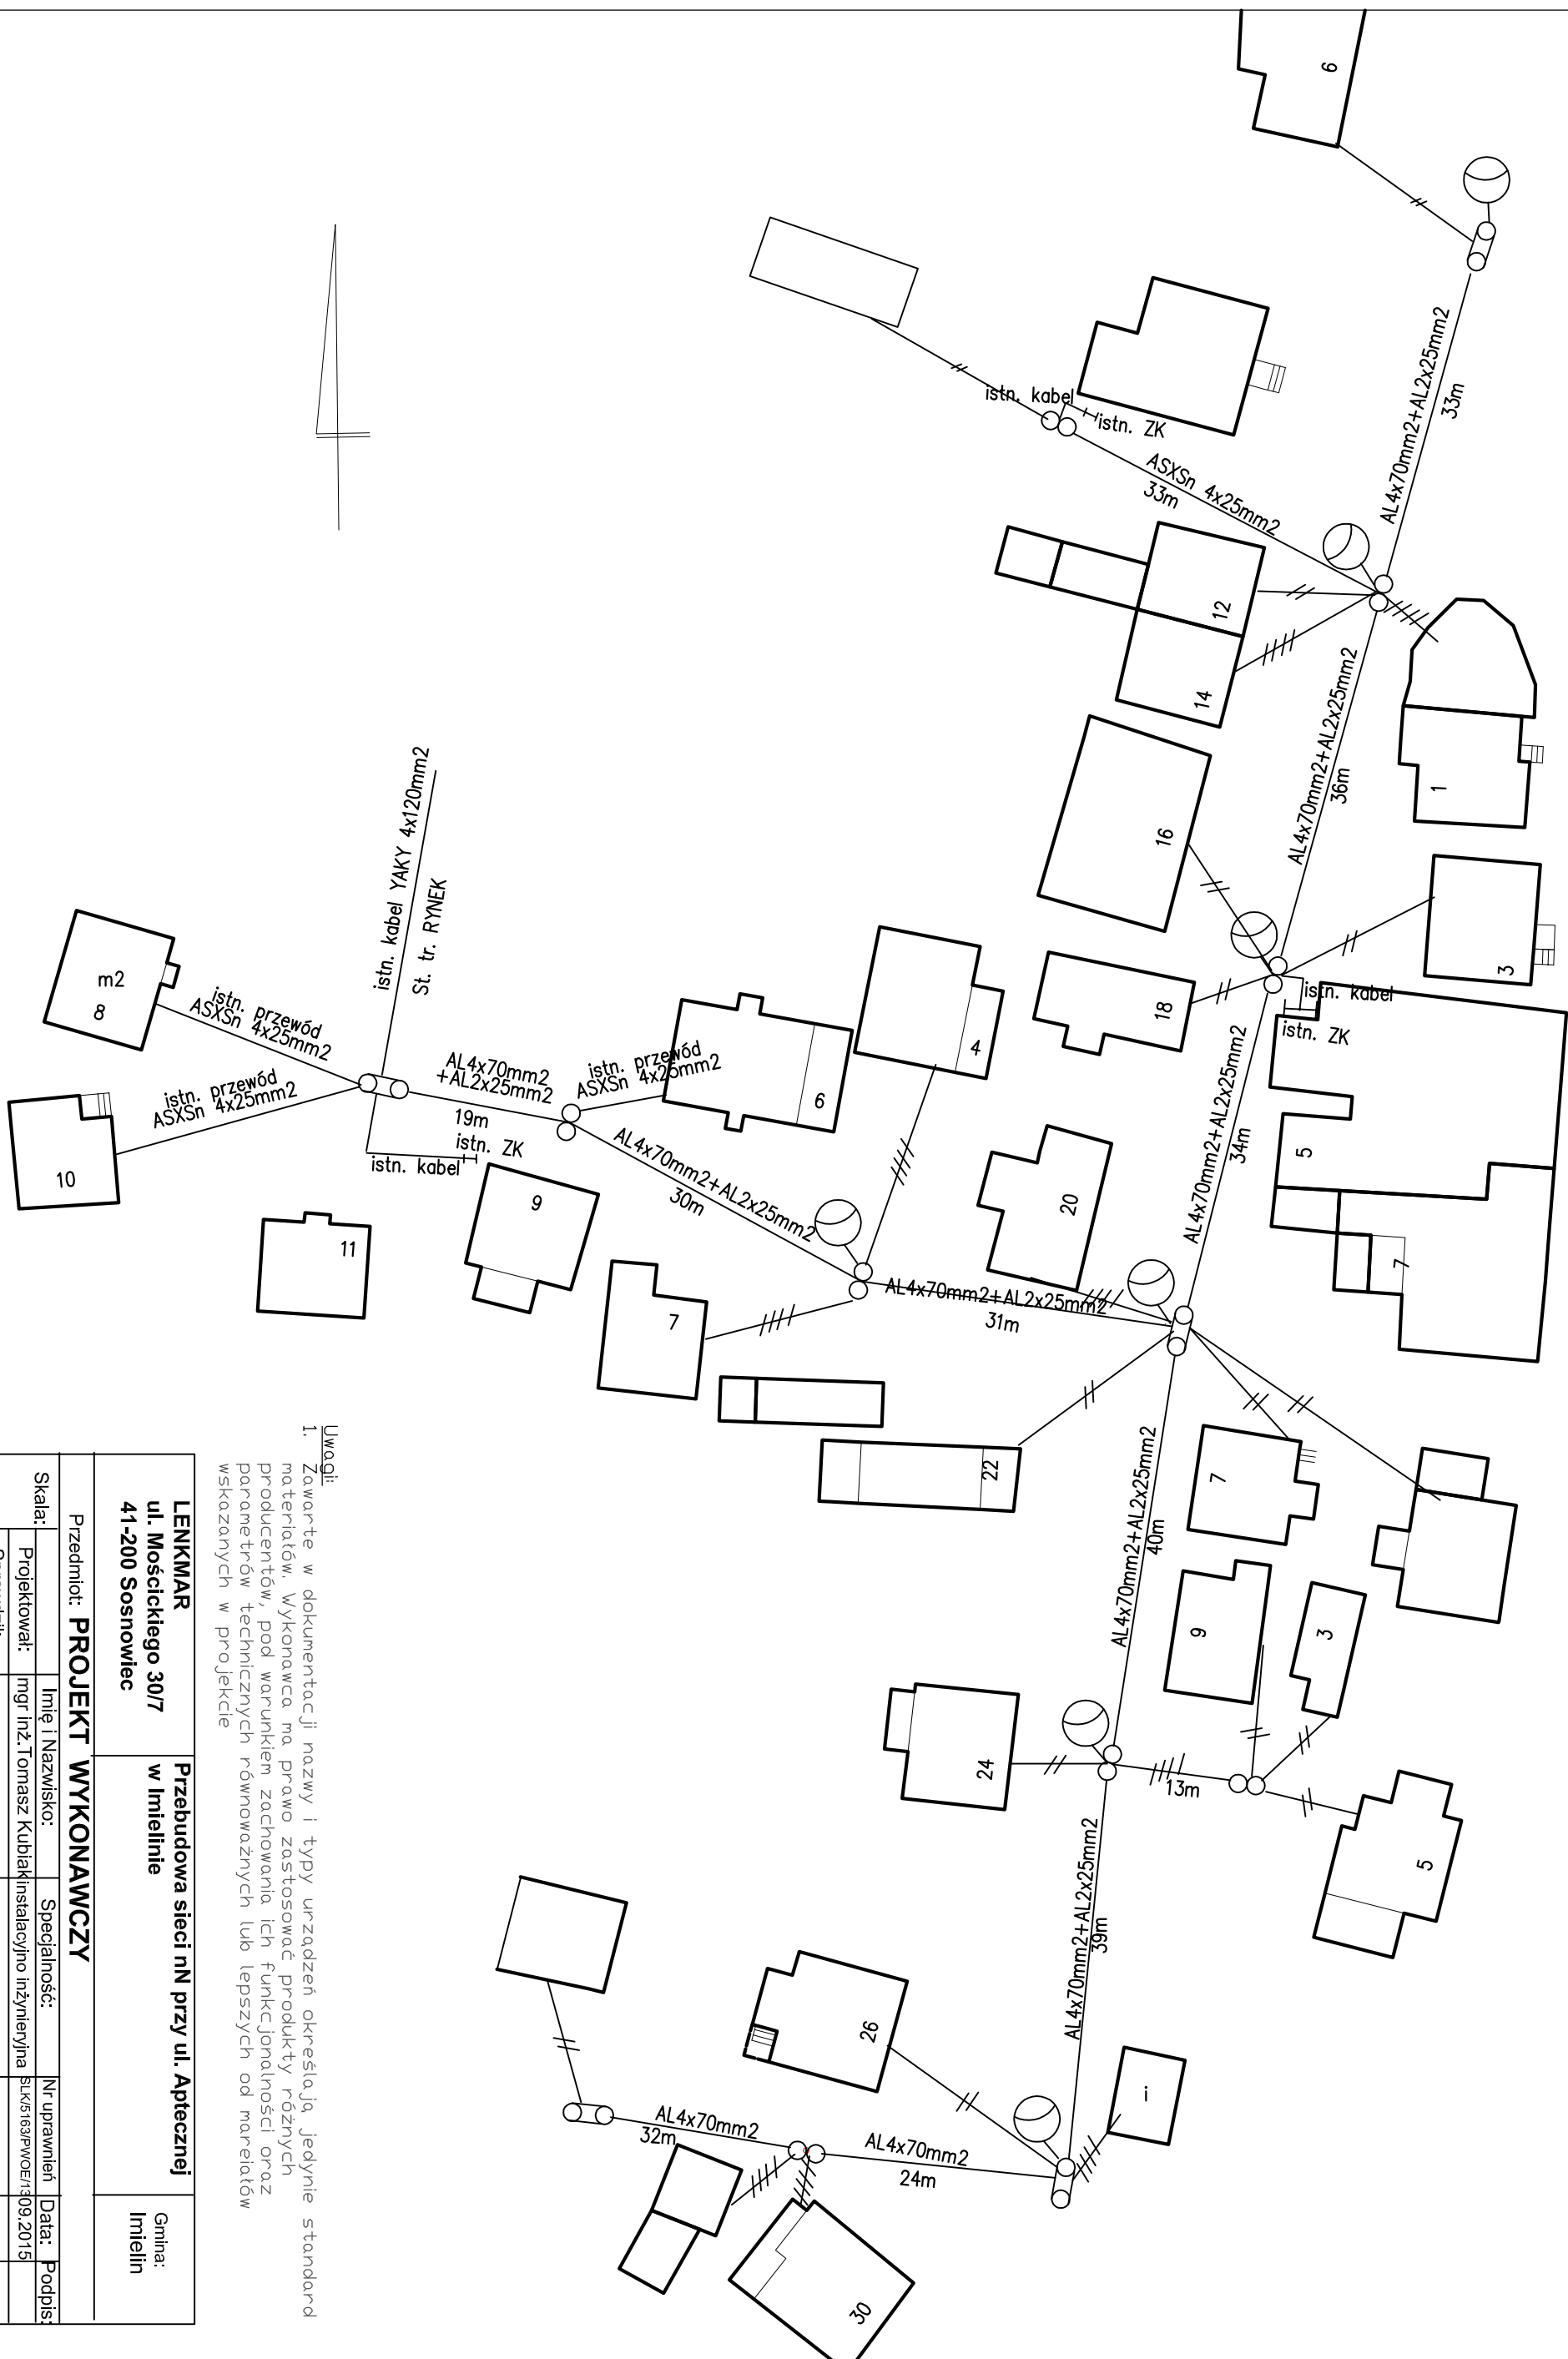 6
AL4x70mm2+AL2x25mm2
33m
istn. kabel
istn. ZK
ASXSn 4x25mm2
33m
12
14
AL4x70mm2+AL2x25mm2
36m
1
16
3
18
istn. kabel
istn. ZK
AL4x70mm2+AL2x25mm2
34m
5
7
4
20
istn. kabel YAKY 4x120mm2
St. tr. RYNEK
m2
8
istn. przewód
ASXSn 4x25mm2
istn. przewód
ASXSn 4x25mm2
10
AL4x70mm2
+AL2x25mm2
19m
istn. przewód
ASXSn 4x25mm2
6
istn. ZK
istn. kabel
9
11
AL4x70mm2+AL2x25mm2
30m
7
AL4x70mm2+AL2x25mm2
31m
22
7
AL4x70mm2+AL2x25mm2
40m
9
3
24
13m
5
AL4x70mm2+AL2x25mm2
39m
26
i
AL4x70mm2
32m
AL4x70mm2
24m
30
Uwagi:
1. Zawarte w dokumentacji nazwy i typy urządzeń określają jedynie standard
materiałów. Wykonawca ma prawo zastosować produkty różnych
producentów, pod warunkiem zachowania ich funkcjonalności oraz
parametrów technicznych równoważnych lub lepszych od mareiałów
wskazanych w projekcie
LENKMAR
ul. Mościckiego 30/7
41-200 Sosnowiec
Przebudowa sieci nN przy ul. Aptecznej
w Imielinie
Gmina:
Imielin
Przedmiot: PROJEKT WYKONAWCZY
Skala:
Imię i Nazwisko: Specjalność: Nr uprawnień Data: Podpis:
Projektował: mgr inż.Tomasz Kubiak instalacyjno inżynieryjna SLK/5163/PWOE/13 09.2015